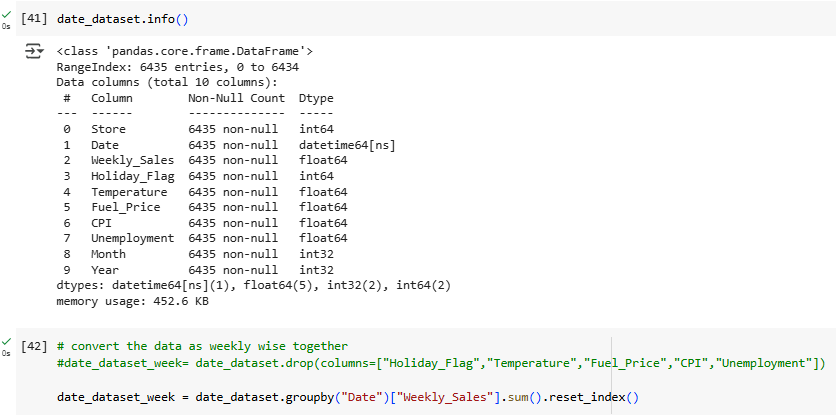 [41] date_dataset.info()
0s
<class 'pandas.core.frame.DataFrame'>
RangeIndex: 6435 entries, 0 to 6434
Data columns (total 10 columns):
 #   Column        Non-Null Count  Dtype
---  ------        --------------  -----
 0   Store         6435 non-null   int64
 1   Date          6435 non-null   datetime64[ns]
 2   Weekly_Sales  6435 non-null   float64
 3   Holiday_Flag  6435 non-null   int64
 4   Temperature   6435 non-null   float64
 5   Fuel_Price    6435 non-null   float64
 6   CPI           6435 non-null   float64
 7   Unemployment  6435 non-null   float64
 8   Month         6435 non-null   int32
 9   Year          6435 non-null   int32
dtypes: datetime64[ns](1), float64(5), int32(2), int64(2)
memory usage: 452.6 KB
[42] # convert the data as weekly wise together
0s
#date_dataset_week= date_dataset.drop(columns=["Holiday_Flag","Temperature","Fuel_Price","CPI","Unemployment"])
date_dataset_week = date_dataset.groupby("Date")["Weekly_Sales"].sum().reset_index()